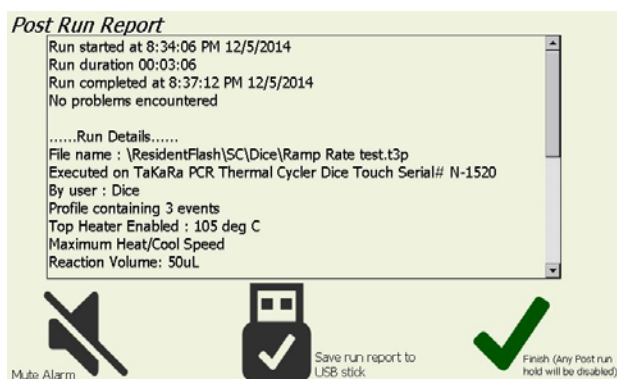 Post Run Report
Run started at 8:34:06 PM 12/5/2014
Run duration 00:03:06
Run completed at 8:37:12 PM 12/5/2014
No problems encountered
......Run Details......
File name : \ResidentFlash\SC\Dice\Ramp Rate test.t3p
Executed on TaKaRa PCR Thermal Cycler Dice Touch Serial# N-1520
By user : Dice
Profile containing 3 events
Top Heater Enabled : 105 deg C
Maximum Heat/Cool Speed
Reaction Volume: 50uL
Mute Alarm
Save run report to
USB stick
Finish (Any Post run
hold will be disabled)